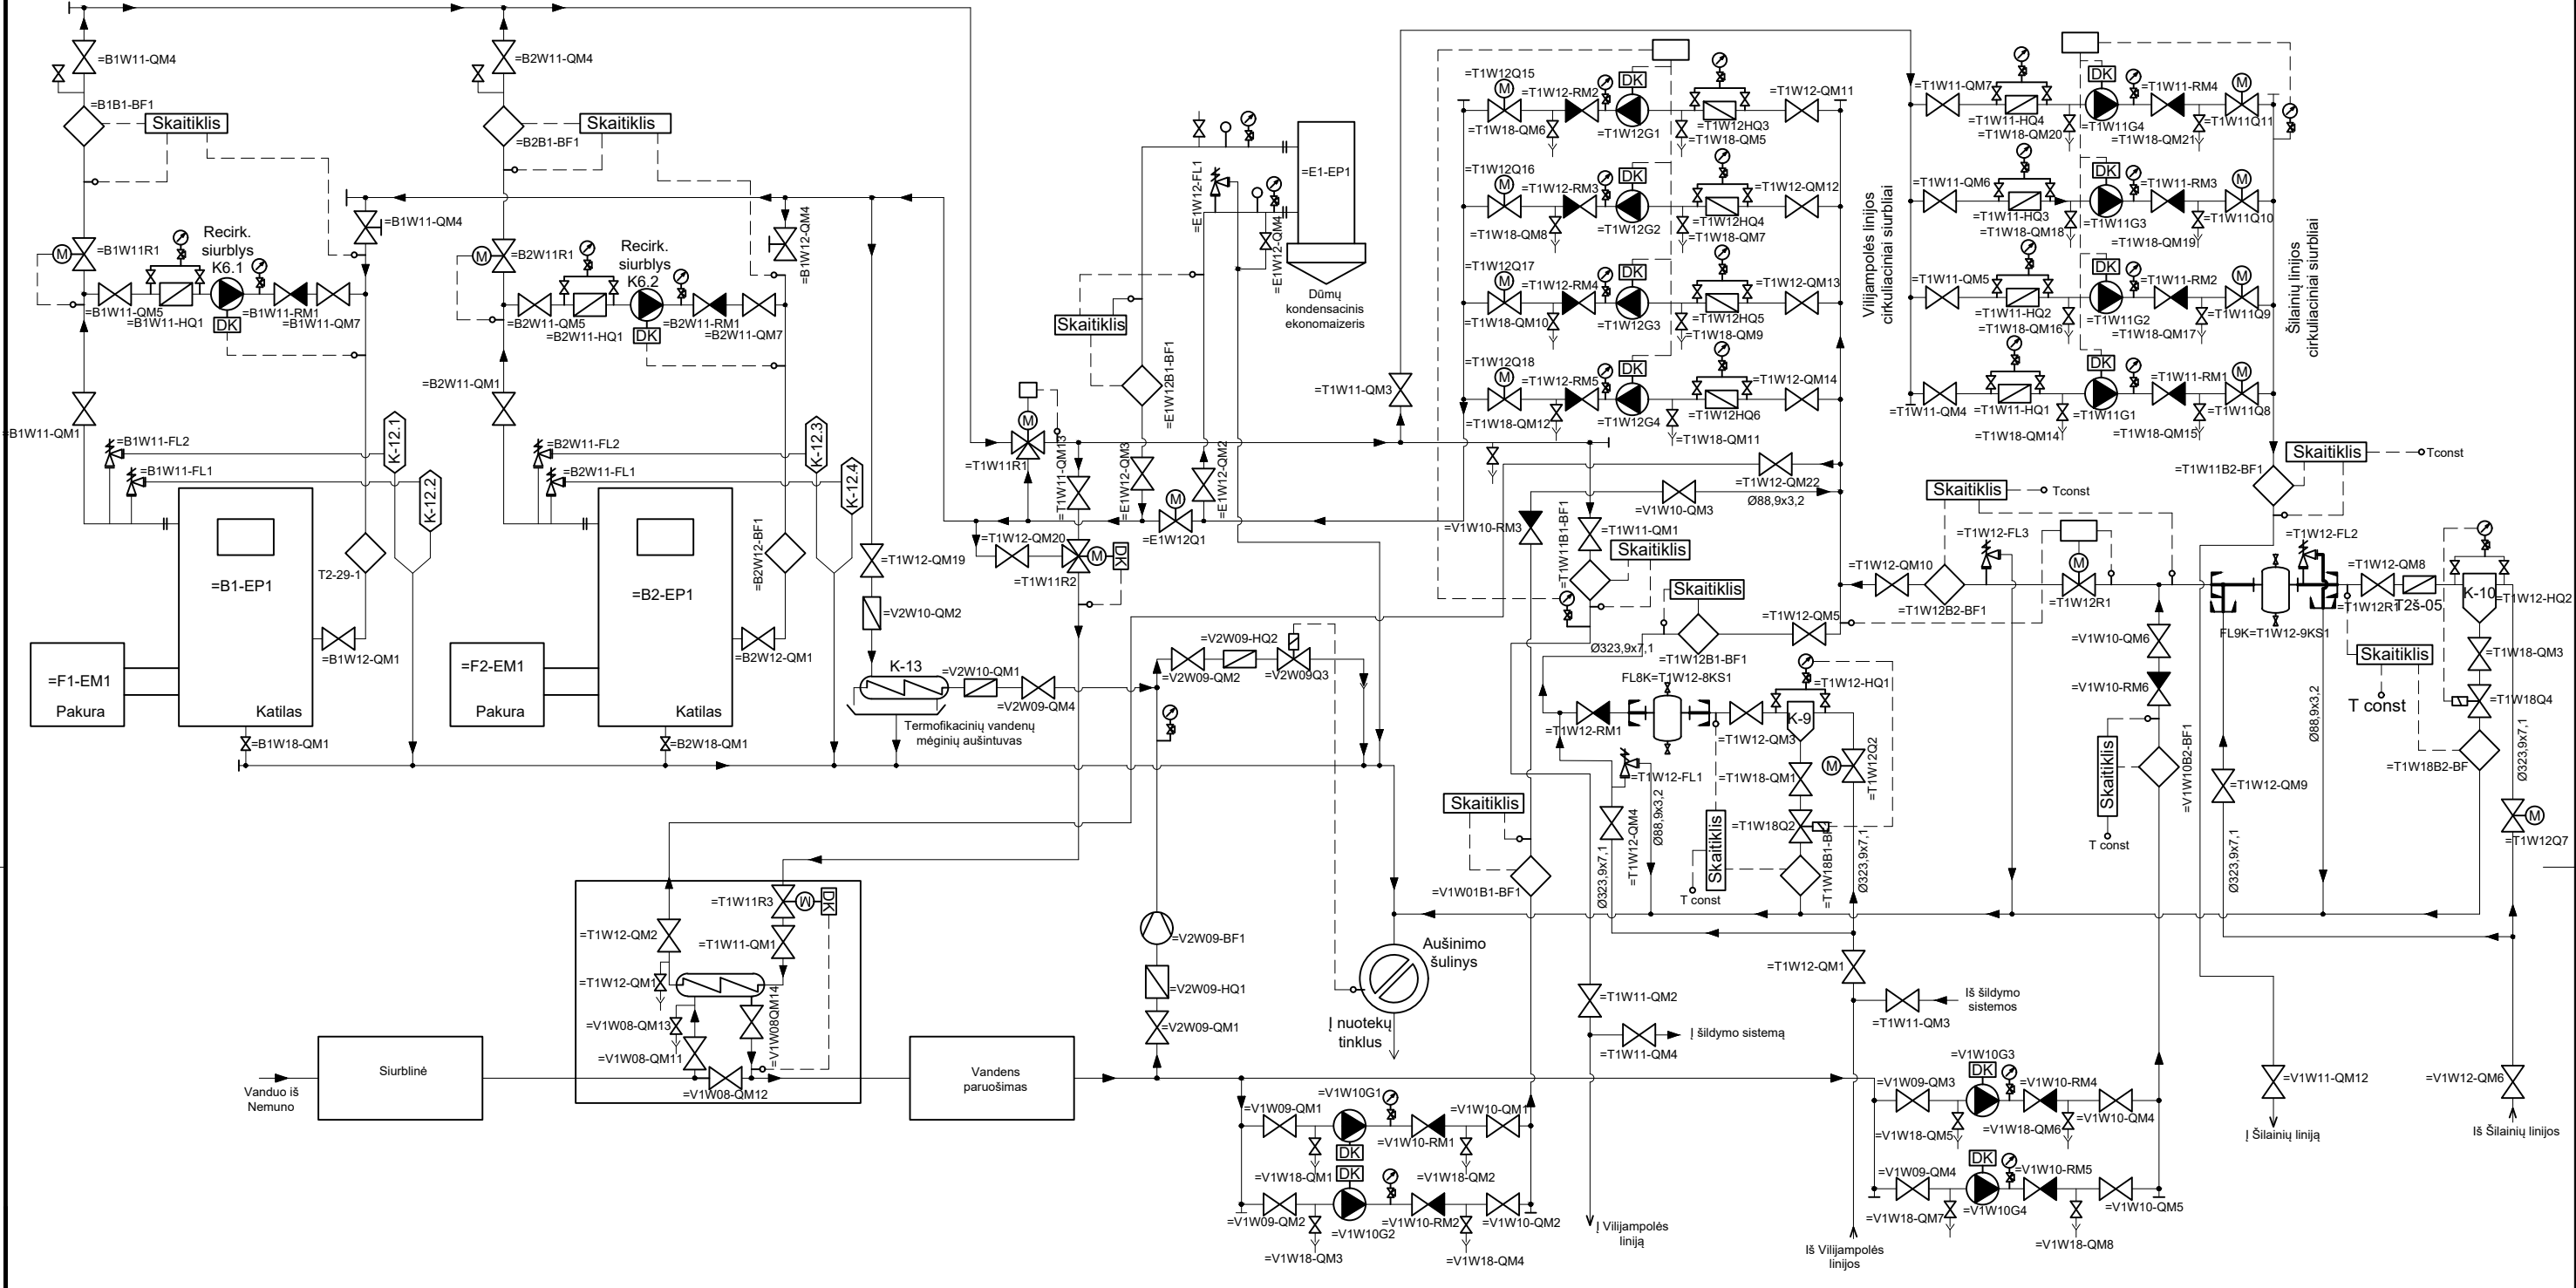 =B1W11-QM4
=B1B1-BF1
Skaitiklis
=B1W11-QM4
=B1W11R1
M
Recirk.
siurblys
K6.1
=B1W11-QM5
=B1W11-HQ1
DK
=B1W11-RM1
=B1W11-QM7
=B1W11-QM1
=B1W11-FL2
=B1W11-FL1
K-12.1
K-12.2
=B1-EP1
Katilas
T2-29-1
=B1W12-QM1
=F1-EM1
Pakura
=B1W18-QM1
=B2W11-QM4
=B2B1-BF1
Skaitiklis
=B1W12-QM4
=B2W11R1
M
Recirk.
siurblys
K6.2
=B2W11-QM5
=B2W11-HQ1
DK
=B2W11-RM1
=B2W11-QM7
=B2W11-QM1
=B2W11-FL2
=B2W11-FL1
K-12.3
K-12.4
=B2-EP1
Katilas
=B2W12-BF1
=B2W12-QM1
=F2-EM1
Pakura
=B2W18-QM1
=T1W12-QM19
=V2W10-QM2
K-13
=V2W10-QM1
=V2W09-QM4
Termofikacinių vandenų
mėginių aušintuvas
=E1W12-FL1
=E1W12-QM4
=E1-EP1
Dūmų
kondensacinis
ekonomaizeris
Skaitiklis
=E1W12B1-BF1
M
=T1W11R1
=T1W11-QM13
=E1W12-QM3
=E1W12-QM2
M
=E1W12Q1
=T1W12-QM20
M
DK
=T1W11R2
=V2W09-HQ2
=V2W09-QM2
=V2W09Q3
=T1W11-QM3
=T1W12Q15
M
=T1W12-RM2
DK
=T1W18-QM6
=T1W12G1
=T1W12HQ3
=T1W18-QM5
=T1W12-QM11
=T1W12Q16
M
=T1W12-RM3
DK
=T1W18-QM8
=T1W12G2
=T1W12HQ4
=T1W18-QM7
=T1W12-QM12
=T1W12Q17
M
=T1W12-RM4
DK
=T1W18-QM10
=T1W12G3
=T1W12HQ5
=T1W18-QM9
=T1W12-QM13
=T1W12Q18
M
=T1W12-RM5
DK
=T1W18-QM12
=T1W12G4
=T1W12HQ6
=T1W18-QM11
=T1W12-QM14
Vilijampolės linijos
cirkuliaciniai siurbliai
=T1W11-QM7
=T1W11-HQ4
=T1W18-QM20
DK
=T1W11G4
=T1W11-RM4
=T1W18-QM21
M
=T1W11Q11
=T1W11-QM6
=T1W11-HQ3
=T1W18-QM18
DK
=T1W11G3
=T1W11-RM3
=T1W18-QM19
M
=T1W11Q10
=T1W11-QM5
=T1W11-HQ2
=T1W18-QM16
DK
=T1W11G2
=T1W11-RM2
=T1W18-QM17
M
=T1W11Q9
=T1W11-QM4
=T1W11-HQ1
=T1W18-QM14
DK
=T1W11G1
=T1W11-RM1
=T1W18-QM15
M
=T1W11Q8
Šilainių linijos
cirkuliaciniai siurbliai
=T1W12-QM22
Ø88,9x3,2
=V1W10-QM3
=V1W10-RM3
=T1W11B1-BF1
=T1W11-QM1
Skaitiklis
Skaitiklis
Ø323,9x7,1
=T1W12B1-BF1
=T1W12-QM5
Skaitiklis
Tconst
=T1W12-QM10
=T1W12B2-BF1
=T1W12-FL3
M
=T1W12R1
=T1W11B2-BF1
Skaitiklis
Tconst
=T1W12-FL2
=T1W12-QM8
=T1W12R1
T2š-05
K-10
=T1W12-HQ2
FL9K=T1W12-9KS1
Skaitiklis
T const
=T1W18-QM3
=T1W18Q4
=T1W18B2-BF
Ø323,9x7,1
Ø88,9x3,2
=V1W10-QM6
=V1W10-RM6
Skaitiklis
T const
=V1W10B2-BF1
=T1W12-QM9
Ø323,9x7,1
M
=T1W12Q7
FL8K=T1W12-8KS1
=T1W12-HQ1
K-9
=T1W12-RM1
=T1W12-QM3
=T1W12-FL1
=T1W18-QM1
M
=T1W12Q2
Skaitiklis
=V1W01B1-BF1
Ø323,9x7,1
=T1W12-QM4
Ø88,9x3,2
Skaitiklis
T const
=T1W18Q2
Ø323,9x7,1
=T1W12-QM2
=T1W11R3
M
DK
=T1W11-QM1
=T1W12-QM1
=V1W08-QM13
=V1W08QM14
=V1W08-QM11
=V1W08-QM12
Vanduo iš
Nemuno
Siurblinė
Vandens
paruošimas
=V2W09-BF1
=V2W09-HQ1
=V2W09-QM1
Aušinimo
šulinys
Į nuotekų
tinklus
=T1W11-QM2
Į šildymo sistemą
=T1W11-QM4
=T1W12-QM1
Iš šildymo
sistemos
=T1W11-QM3
=V1W10G1
=V1W09-QM1
DK
=V1W10-RM1
=V1W10-QM1
=V1W18-QM1
=V1W18-QM2
DK
=V1W09-QM2
=V1W10G2
=V1W10-RM2
=V1W10-QM2
=V1W18-QM3
=V1W18-QM4
Į Vilijampolės
liniją
Iš Vilijampolės
linijos
=V1W10G3
=V1W09-QM3
DK
=V1W10-RM4
=V1W10-QM4
=V1W18-QM5
=V1W18-QM6
=V1W09-QM4
DK
=V1W10-RM5
=V1W18-QM7
=V1W10G4
=V1W10-QM5
=V1W18-QM8
=V1W11-QM12
Į Šilainių liniją
=V1W12-QM6
Iš Šilainių linijos